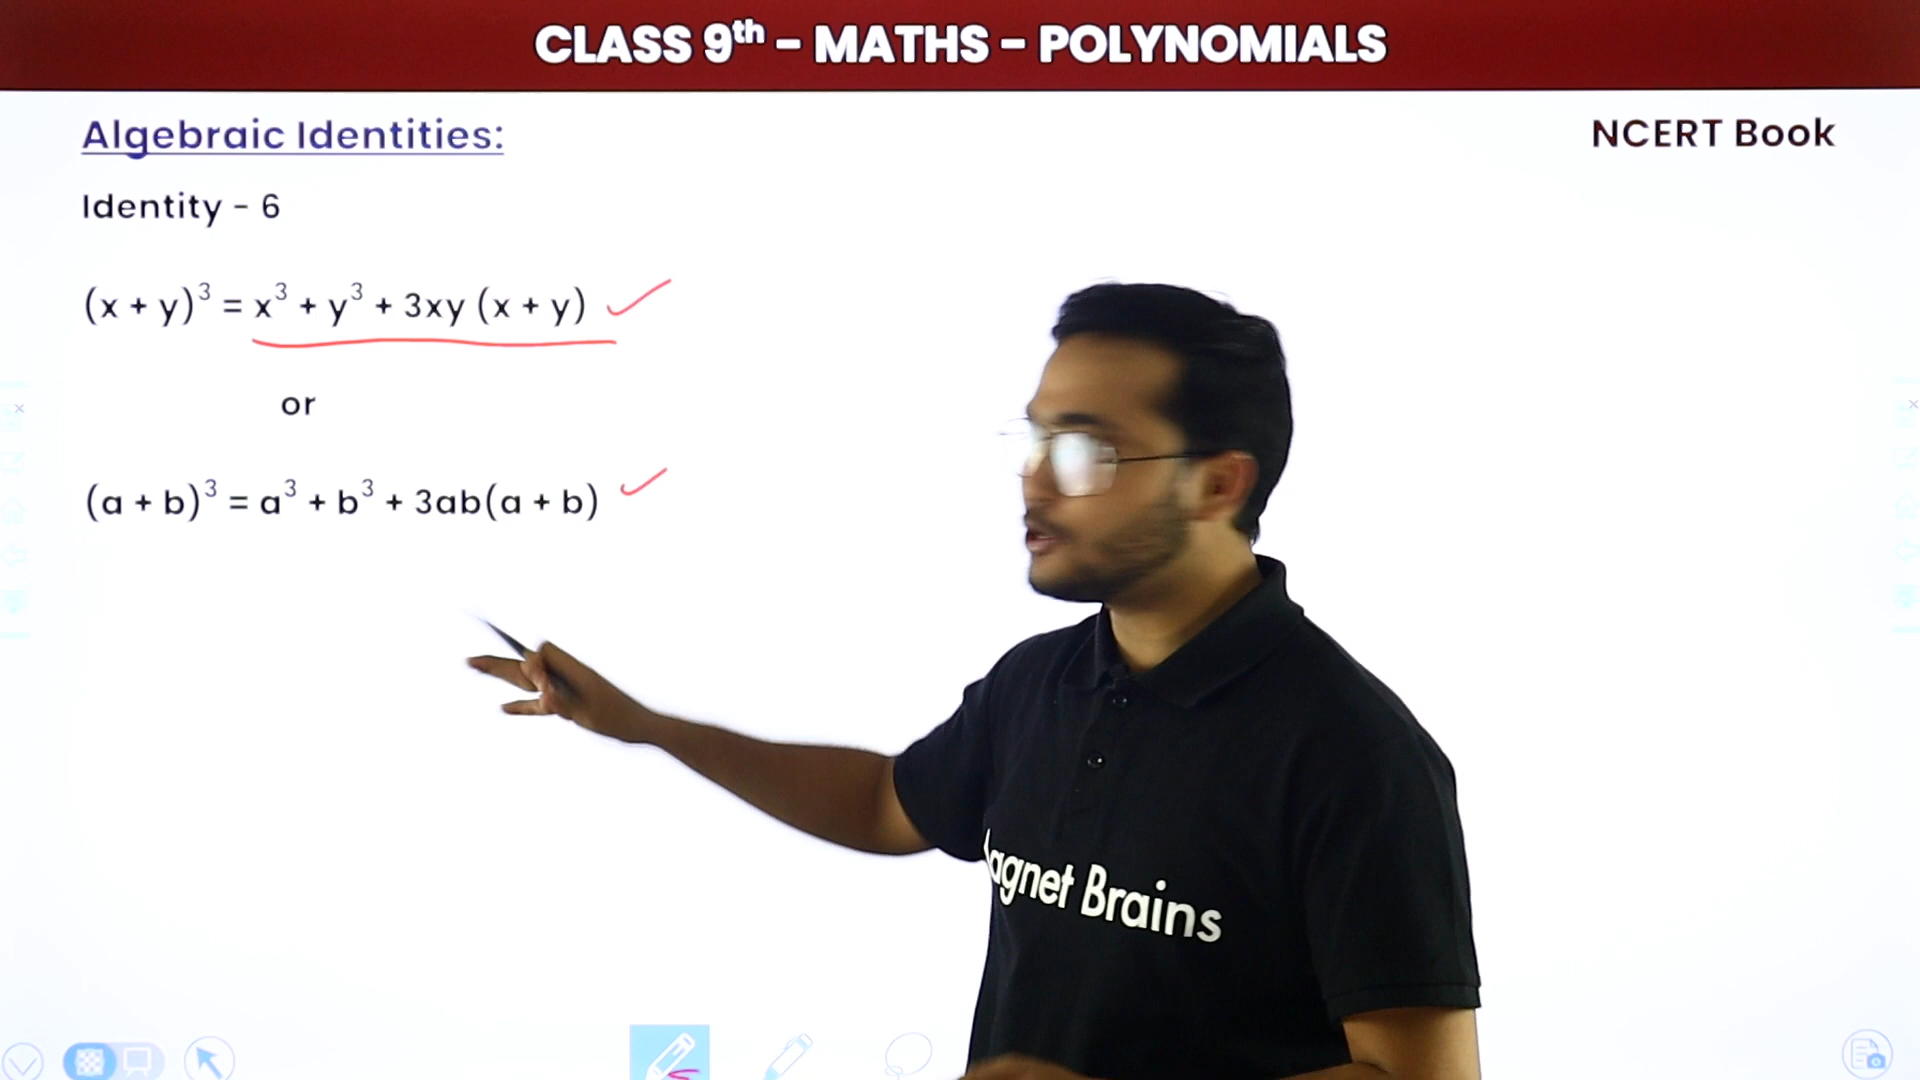 CLASS 9th – MATHS – POLYNOMIALS
Algebraic Identities:
NCERT Book
Identity - 6
(x + y)³ = x³ + y³ + 3xy (x + y)
or
(a + b)³ = a³ + b³ + 3ab(a + b)
Brains